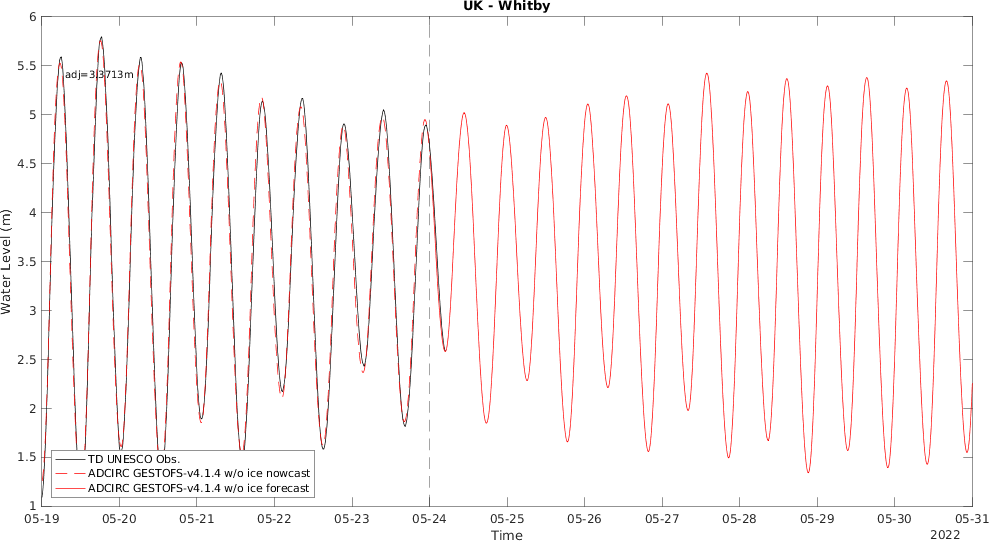 UK - Whitby
Water Level (m)
6
5.5
5
4.5
4
3.5
3
2.5
2
1.5
1
adj=3.3713m
TD UNESCO Obs.
ADCIRC GESTOFS-v4.1.4 w/o ice nowcast
ADCIRC GESTOFS-v4.1.4 w/o ice forecast
05-19 05-20 05-21 05-22 05-23 05-24 05-25 05-26 05-27 05-28 05-29 05-30 05-31
Time
2022